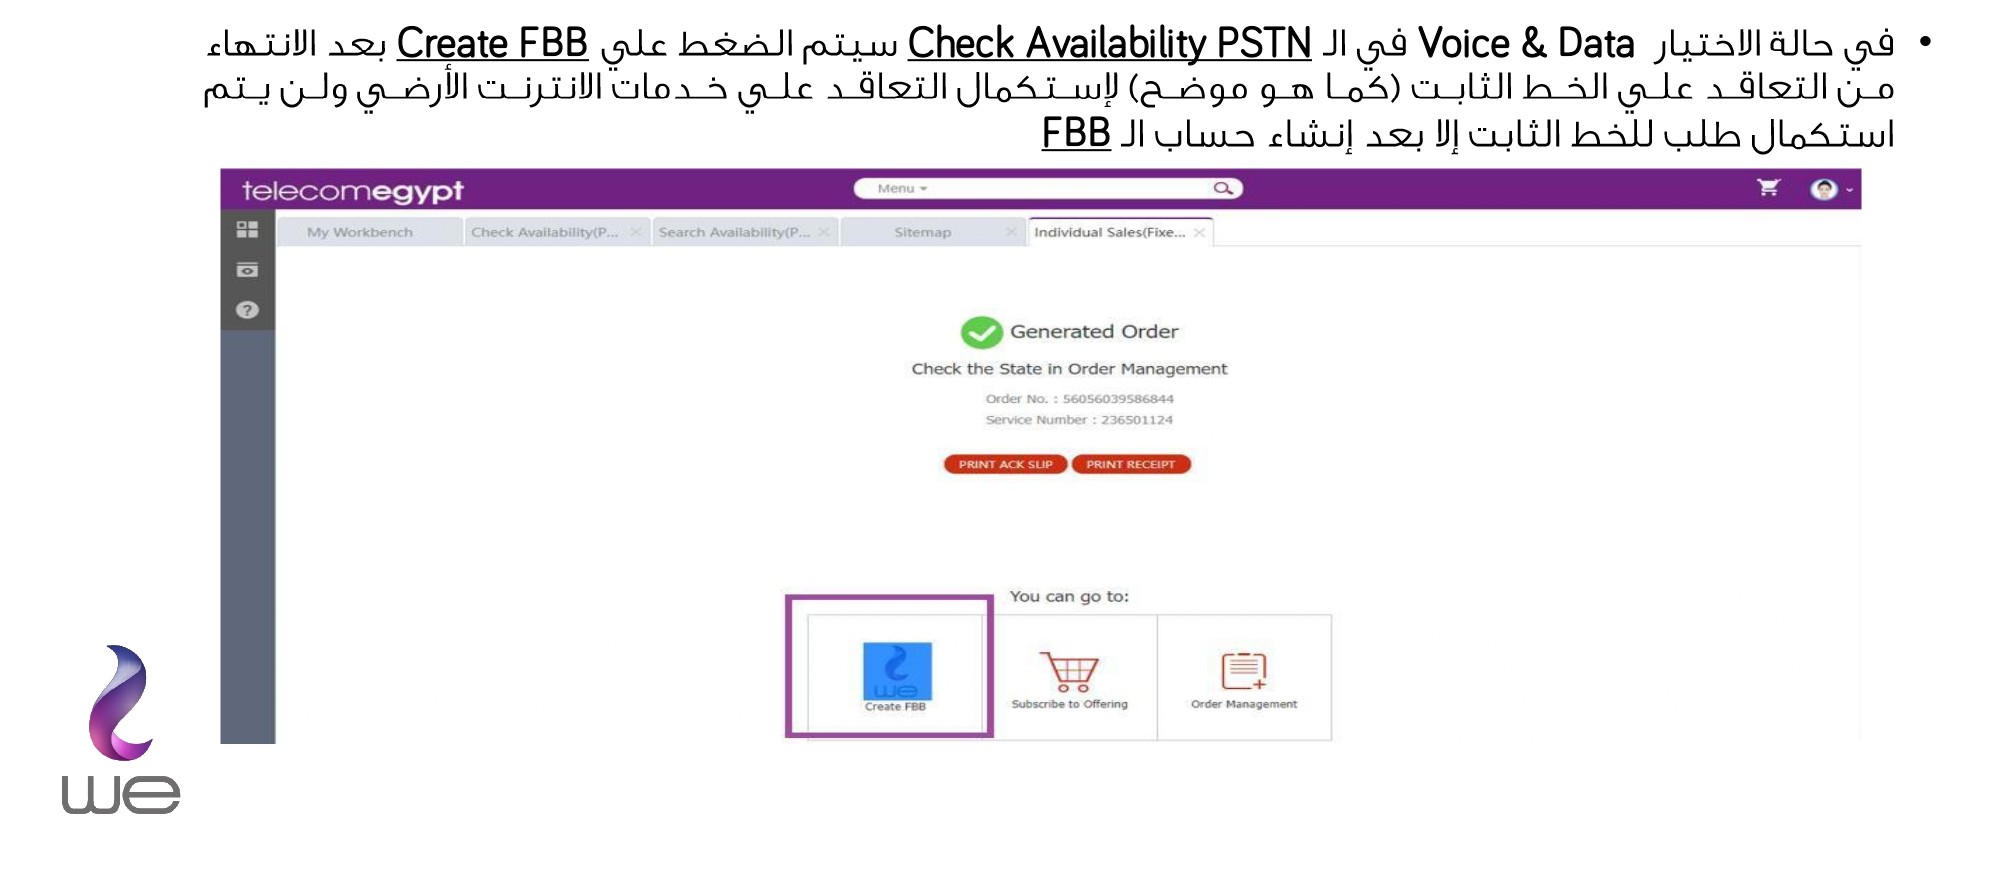 • في حالة الاختيار Voice & Data في الـ Check Availability PSTN سيتم الضغط علي Create FBB بعد الانتهاء
من التعاقد علي الخط الثابت (كما هو موضح) لإستكمال التعاقد علي خدمات الانترنت الأرضي ولن يتم
استكمال طلب للخط الثابت إلا بعد إنشاء حساب الـ FBB
telecomegypt
Menu
My Workbench
Check Availability(P...
Search Availability(P...
Sitemap
Individual Sales(Fixe...
Generated Order
Check the State in Order Management
Order No. : 56056039586844
Service Number : 236501124
PRINT ACK SLIP
PRINT RECEIPT
You can go to:
we
Create FBB
Subscribe to Offering
Order Management
we